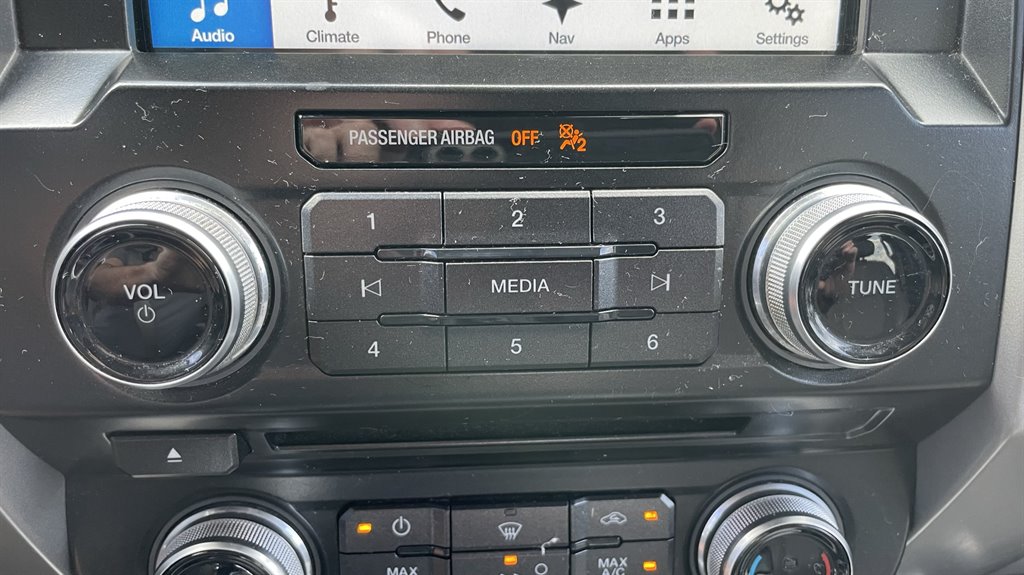 Audio Climate Phone Nav Apps Settings
PASSENGER AIRBAG OFF 2
1 2 3
VOL MEDIA TUNE
4 5 6
MAX MAX
A/C